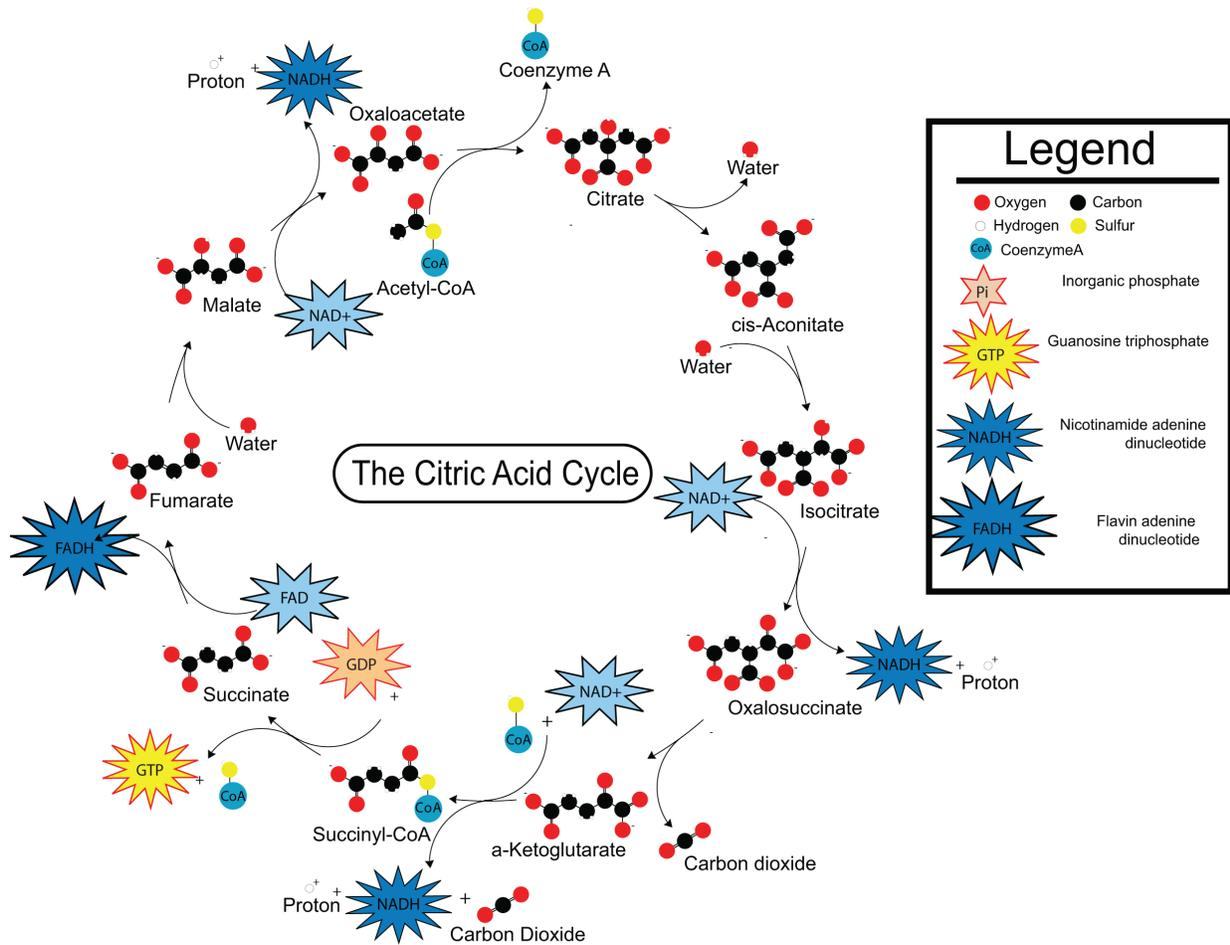 CoA
Coenzyme A
Proton
+
+
NADH
Oxaloacetate
Citrate
Water
Legend
Oxygen
Carbon
Hydrogen
Sulfur
CoA
CoenzymeA
Pi
Inorganic phosphate
GTP
Guanosine triphosphate
NADH
Nicotinamide adenine
dinucleotide
FADH
Flavin adenine
dinucleotide
Malate
CoA
Acetyl-CoA
NAD+
cis-Aconitate
Water
Water
Fumarate
The Citric Acid Cycle
NAD+
Isocitrate
FADH
FAD
Succinate
GDP
+
NAD+
Oxalosuccinate
NADH
+
+
Proton
GTP
+
CoA
CoA
+
Succinyl-CoA
CoA
a-Ketoglutarate
Carbon dioxide
Proton
+
+
NADH
+
Carbon Dioxide